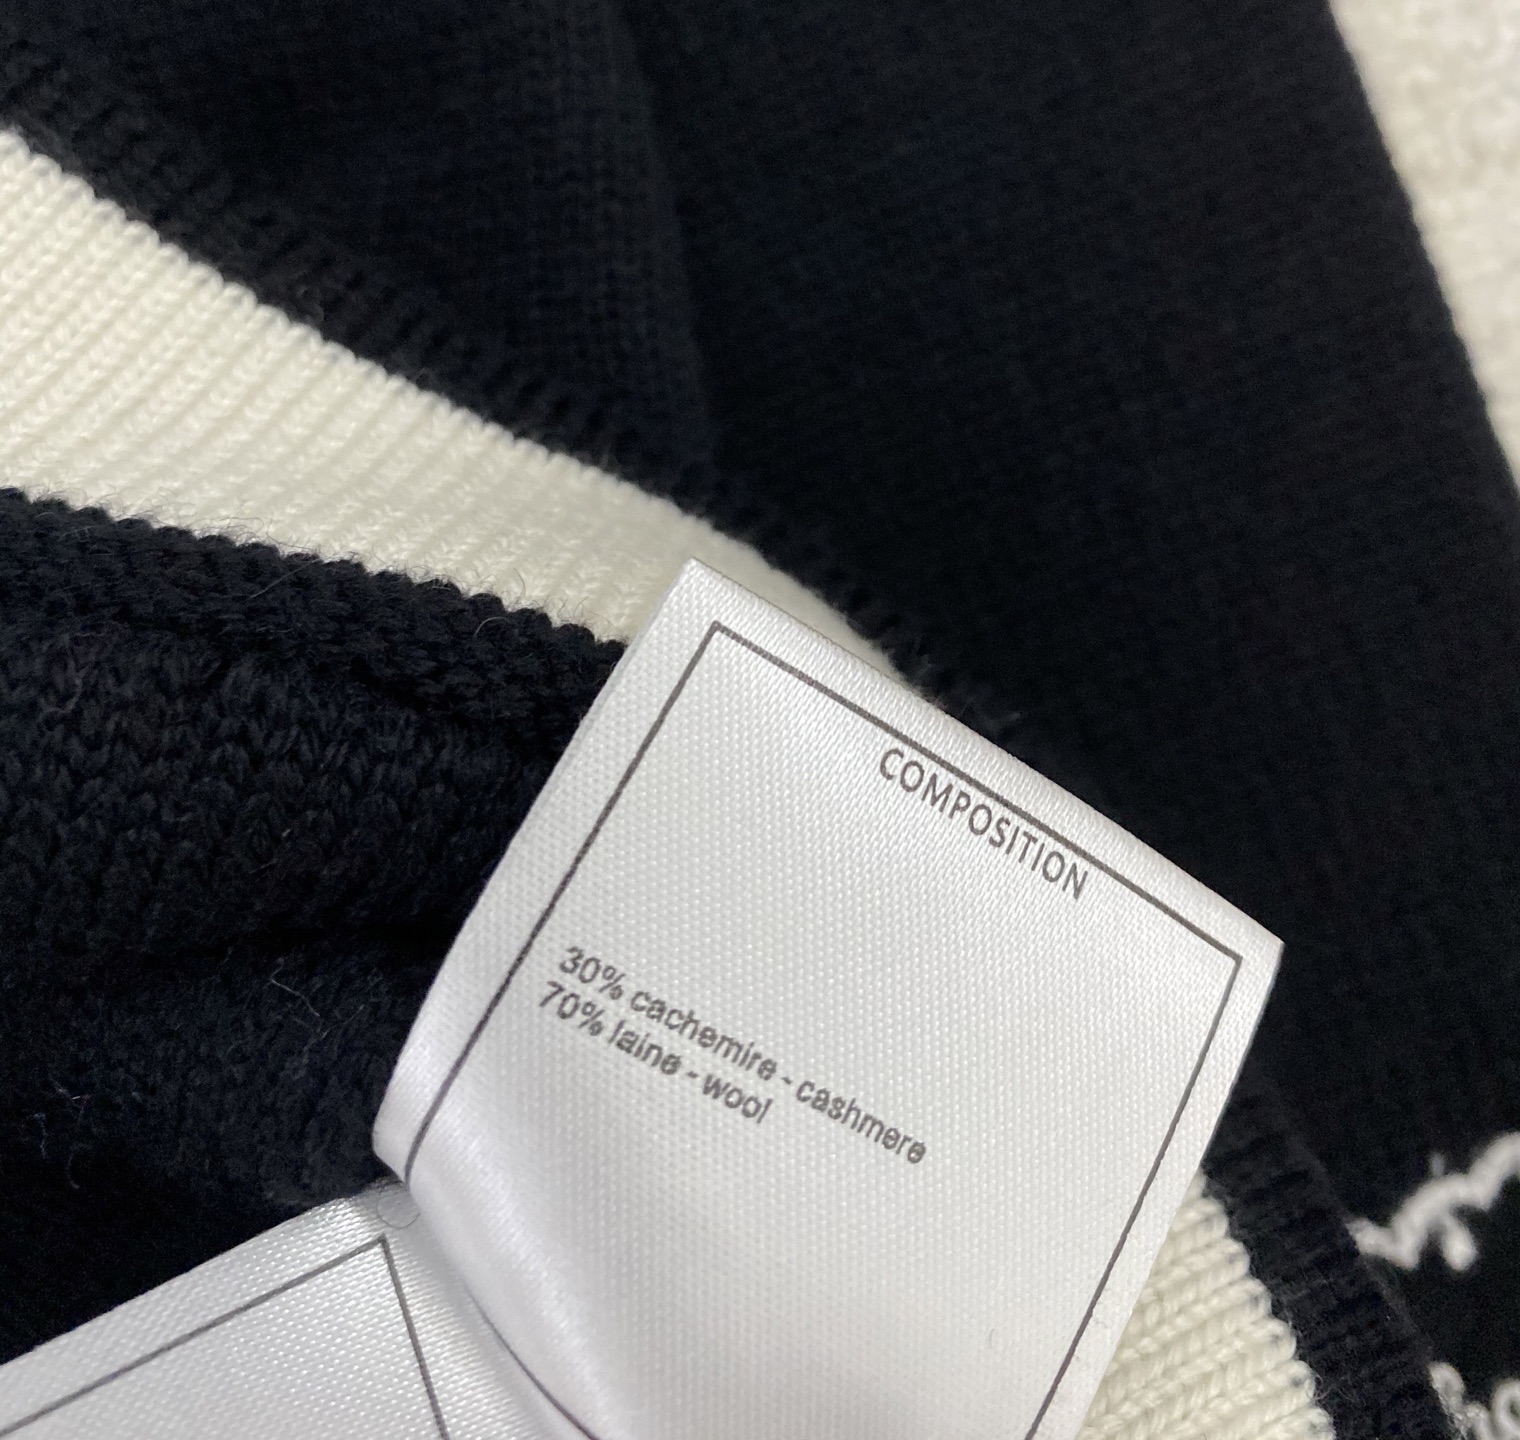 COMPOSITION
30% cachemire - cashmere
70% laine - wool